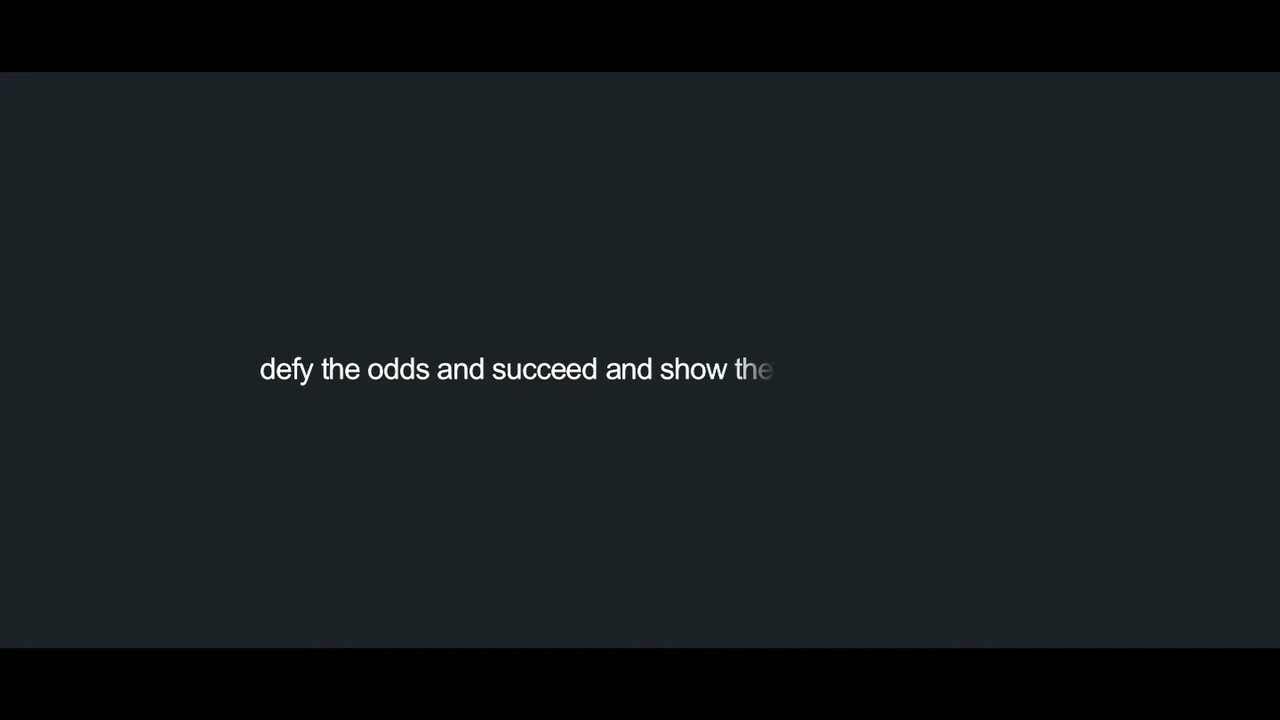 defy the odds and succeed and show the